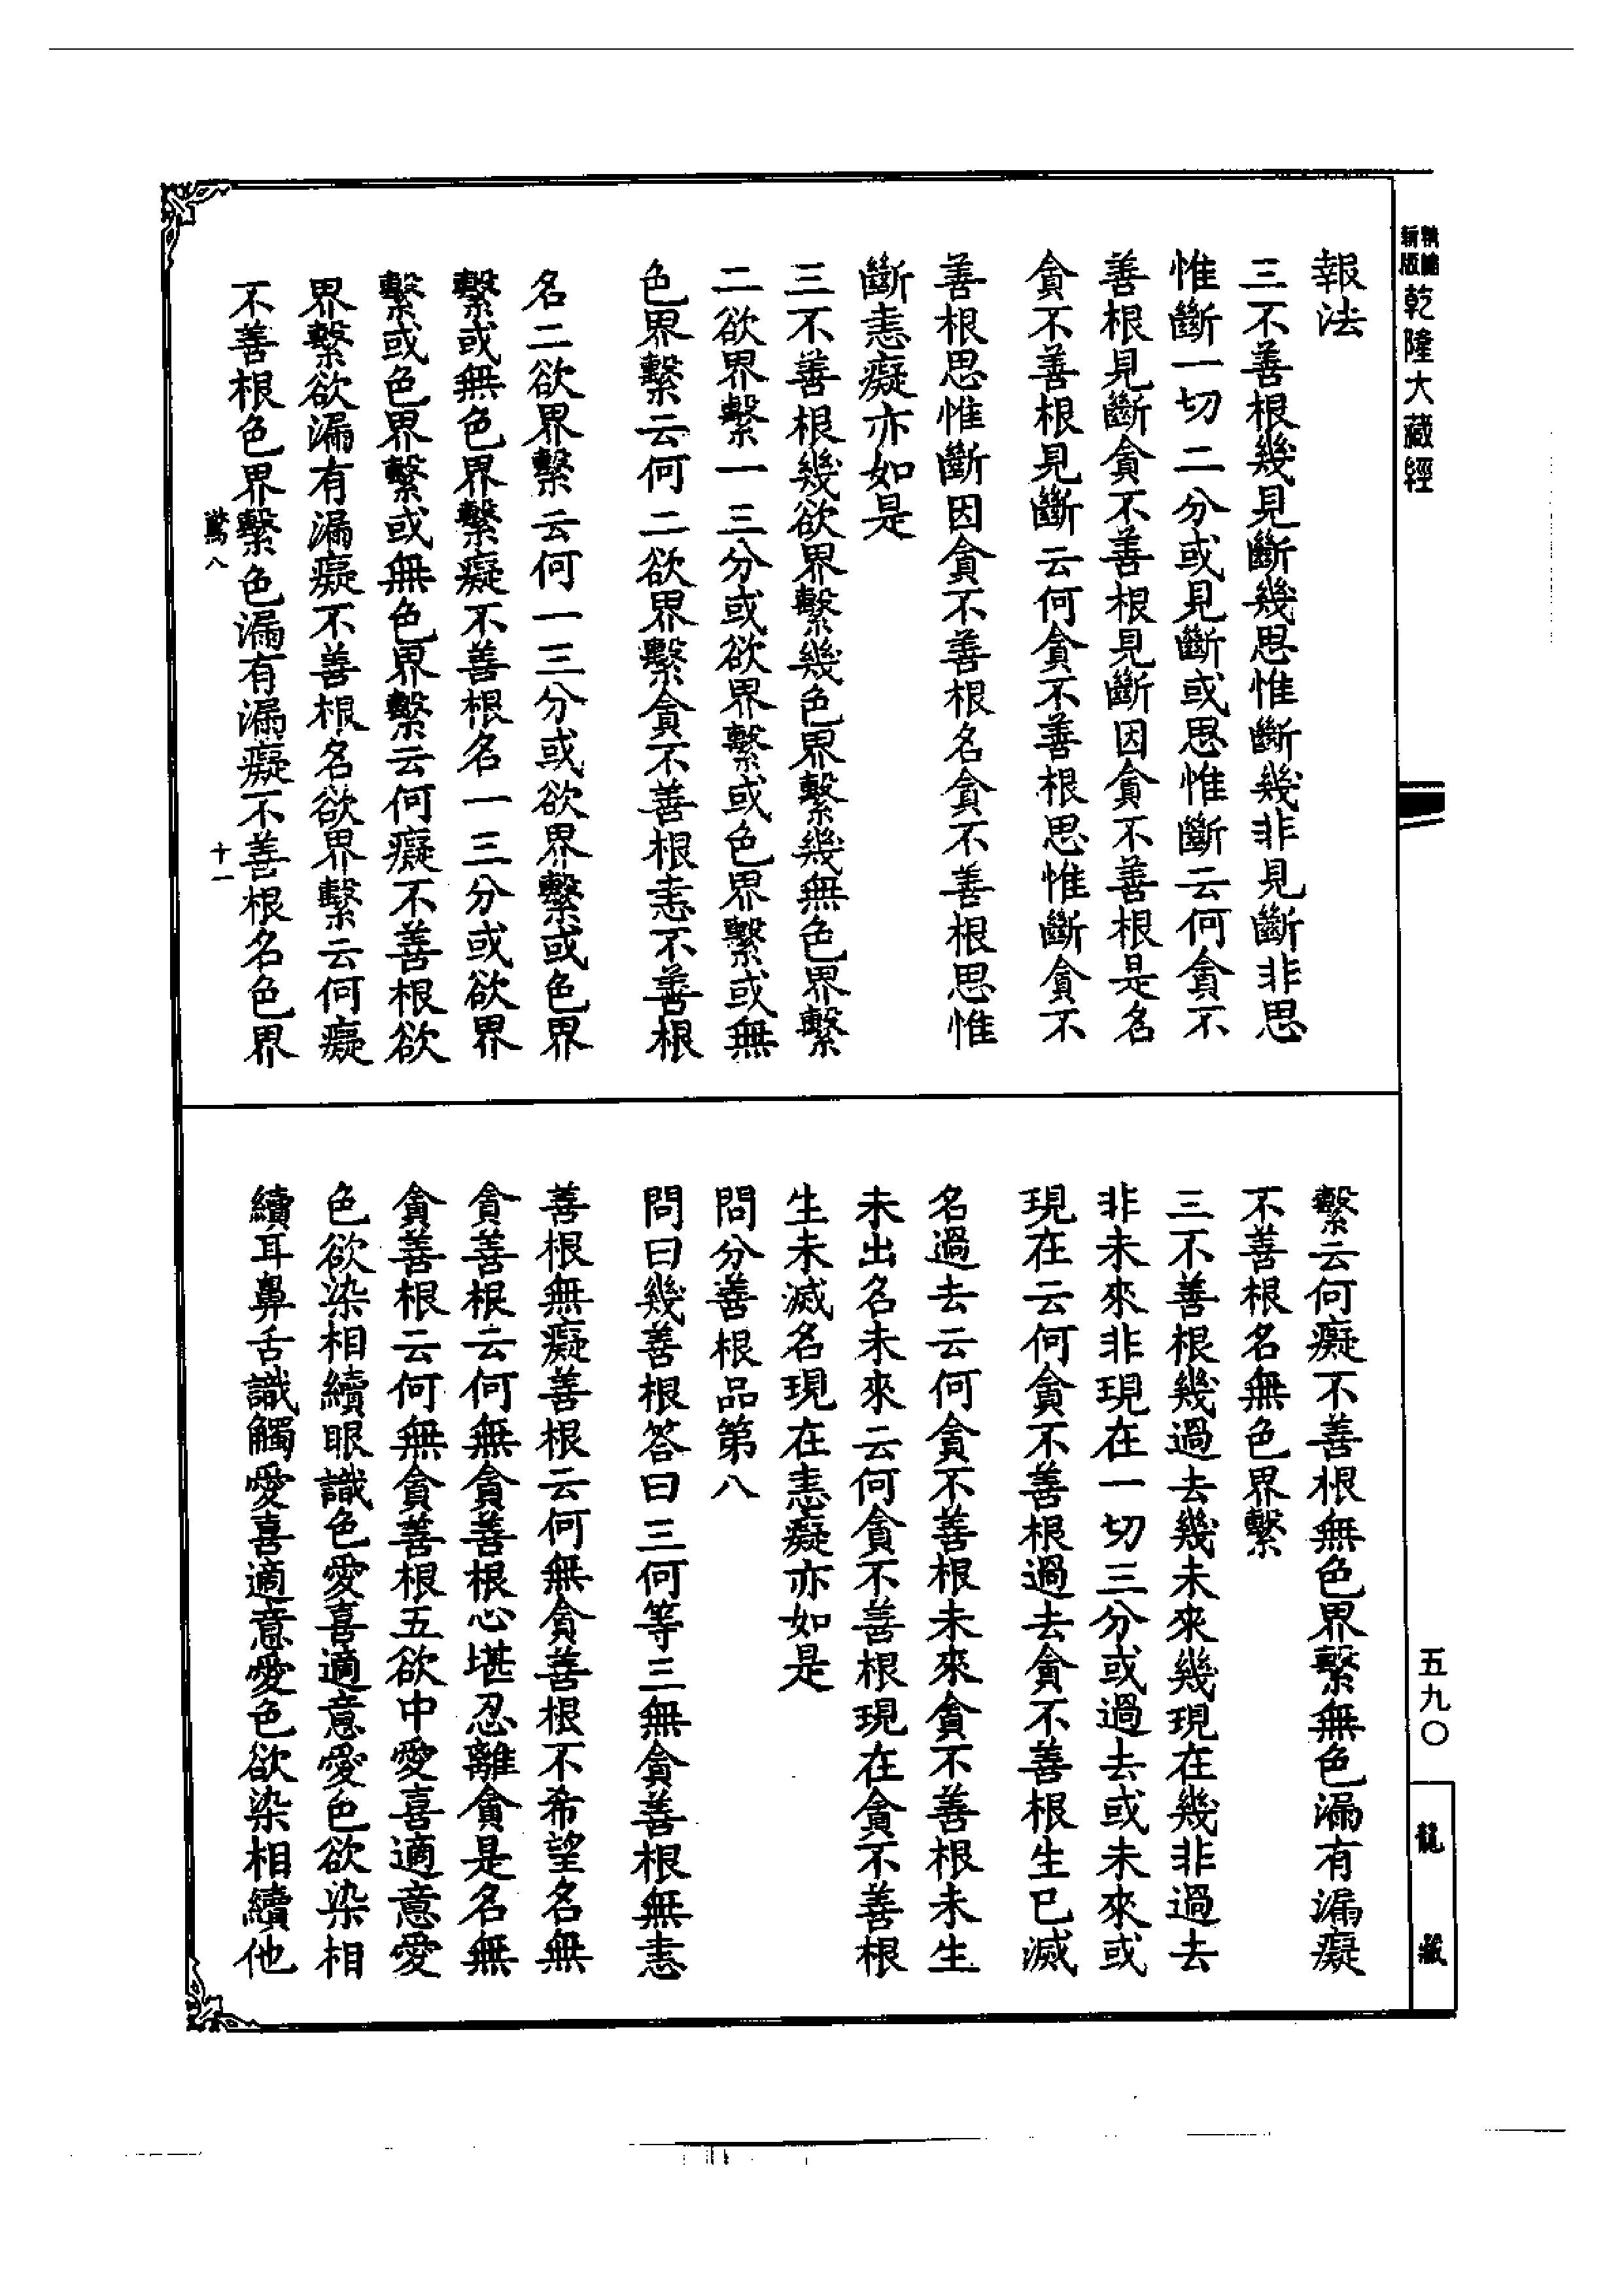 新版
乾隆大藏經
報法
三不善根幾見斷幾思惟斷幾非見斷非思
惟斷一切二分或見斷或思惟斷云何貪不
善根見斷貪不善根見斷因貪不善根是名
貪不善根見斷云何貪不善根思惟斷貪不
善根思惟斷因貪不善根名貪不善根思惟
斷恚癡亦如是
三不善根幾欲界繫幾色界繫幾無色界繫
二欲界繫一三分或欲界繫或色界繫或無
色界繫云何二欲界繫貪不善根恚不善根
名二欲界繫云何一三分或欲界繫或色界
繫或無色界繫癡不善根名一三分或欲界
繫或色界繫或無色界繫云何癡不善根欲
界繫欲漏有漏癡不善根名欲界繫云何癡
不善根色界繫色漏有漏癡不善根名色界
驚八
十一
繫云何癡不善根無色界繫無色漏有漏癡
不善根名無色界繫
三不善根幾過去幾未來幾現在幾非過去
非未來非現在一切三分或過去或未來或
現在云何貪不善根過去貪不善根生已滅
名過去云何貪不善根未來貪不善根未生
未出名未來云何貪不善根現在貪不善根
生未滅名現在恚癡亦如是
問分善根品第八
問曰幾善根答曰三何等三無貪善根無恚
善根無癡善根云何無貪善根不希望名無
貪善根云何無貪善根心堪忍離貪是名無
貪善根云何無貪善根五欲中愛喜適意愛
色欲染相續眼識色愛喜適意愛色欲染相
續耳鼻舌識觸愛喜適意愛色欲染相續他
五九〇
龍藏